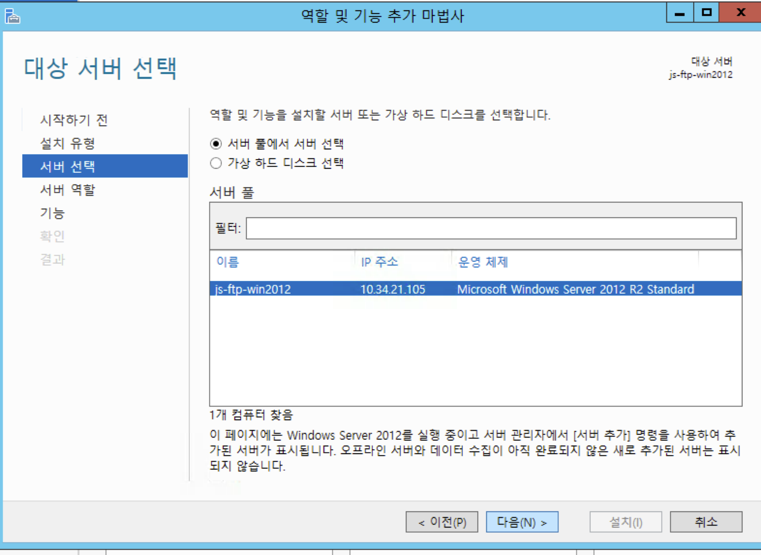 역할 및 기능 추가 마법사
X
대상 서버 선택
대상 서버
js-ftp-win2012
시작하기 전
설치 유형
서버 선택
서버 역할
기능
확인
결과
역할 및 기능을 설치할 서버 또는 가상 하드 디스크를 선택합니다.
서버 풀에서 서버 선택
가상 하드 디스크 선택
서버 풀
필터:
이름 IP 주소 운영 체제
js-ftp-win2012 10.34.21.105 Microsoft Windows Server 2012 R2 Standard
1개 컴퓨터 찾음
이 페이지에는 Windows Server 2012를 실행 중이고 서버 관리자에서 [서버 추가] 명령을 사용하여 추
가된 서버가 표시됩니다. 오프라인 서버와 데이터 수집이 아직 완료되지 않은 새로 추가된 서버는 표시
되지 않습니다.
< 이전(P) 다음(N) > 설치(I) 취소